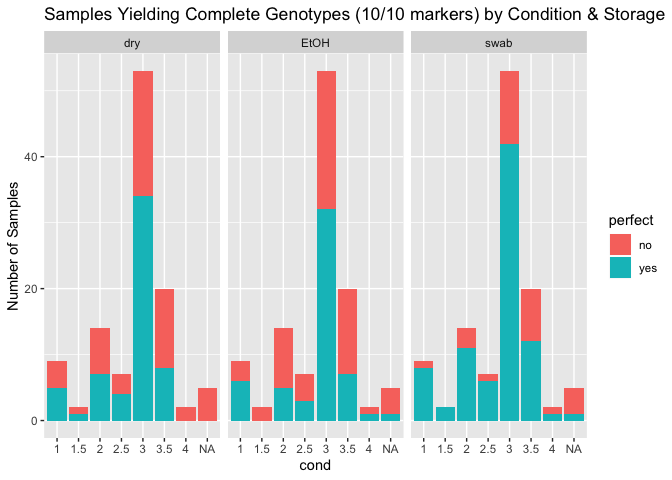 Samples Yielding Complete Genotypes (10/10 markers) by Condition & Storage
dry EtOH swab
40
20
0
Number of Samples
1 1.5 2 2.5 3 3.5 4 NA 1 1.5 2 2.5 3 3.5 4 NA 1 1.5 2 2.5 3 3.5 4 NA
cond
perfect
no
yes